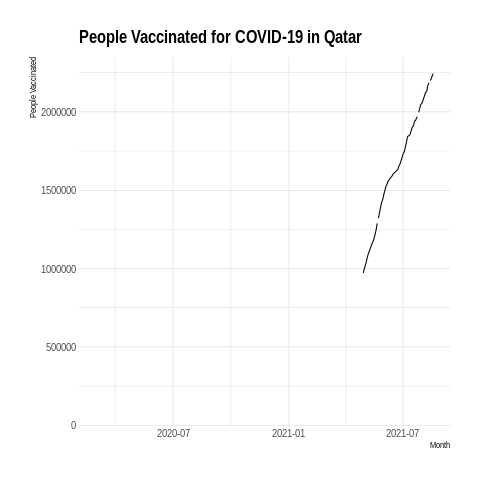 People Vaccinated for COVID-19 in Qatar
People Vaccinated
2000000
1500000
1000000
500000
0
2020-07
2021-01
2021-07
Month